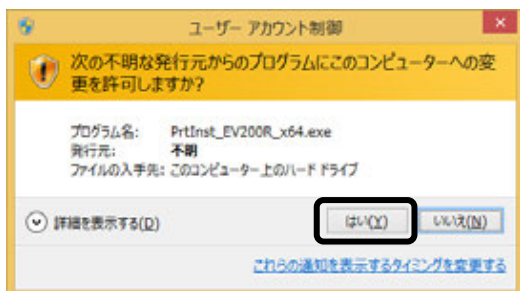 ユーザー アカウント制御
次の不明な発行元からのプログラムにこのコンピューターへの変
更を許可しますか?
プログラム名: PrtInst_EV200R_x64.exe
発行元: 不明
ファイルの入手先: このコンピューター上のハード ドライブ
詳細を表示する(D)
はい(Y)
いいえ(N)
これらの通知を表示するタイミングを変更する